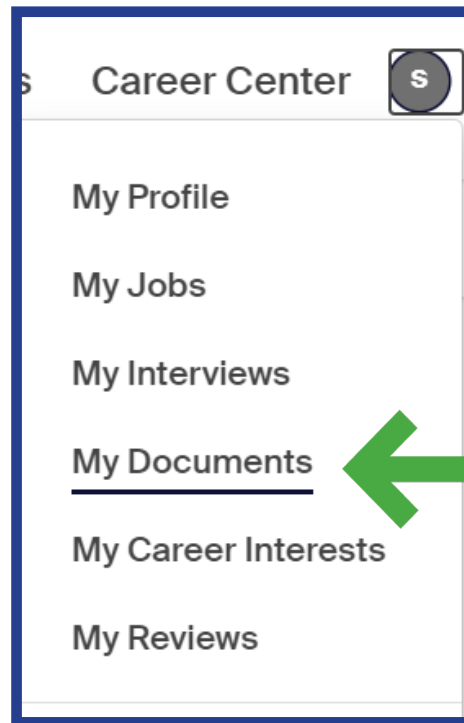 s Career Center S
My Profile
My Jobs
My Interviews
My Documents
My Career Interests
My Reviews